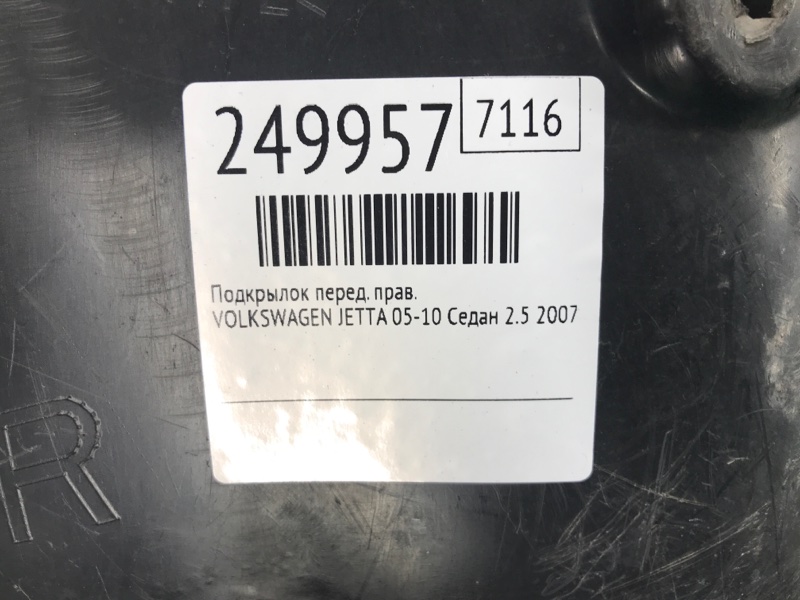 249957
7116
Подкрылок перед. прав.
VOLKSWAGEN JETTA 05-10 Седан 2.5 2007
R